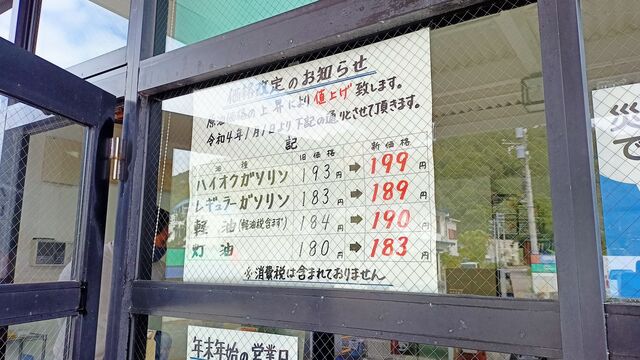 価格改定のお知らせ
原油価格の上昇により値上げ致します。
令和4年1月1日より下記の通りとさせて頂きます。
記
油種 旧価格 新価格
ハイオクガソリン 193円 ➡ 199円
レギュラーガソリン 183円 ➡ 189円
軽油(軽油税含まず) 184円 ➡ 190円
灯油 180円 ➡ 183円
※消費税は含まれておりません
年末年始の営業日
災
で